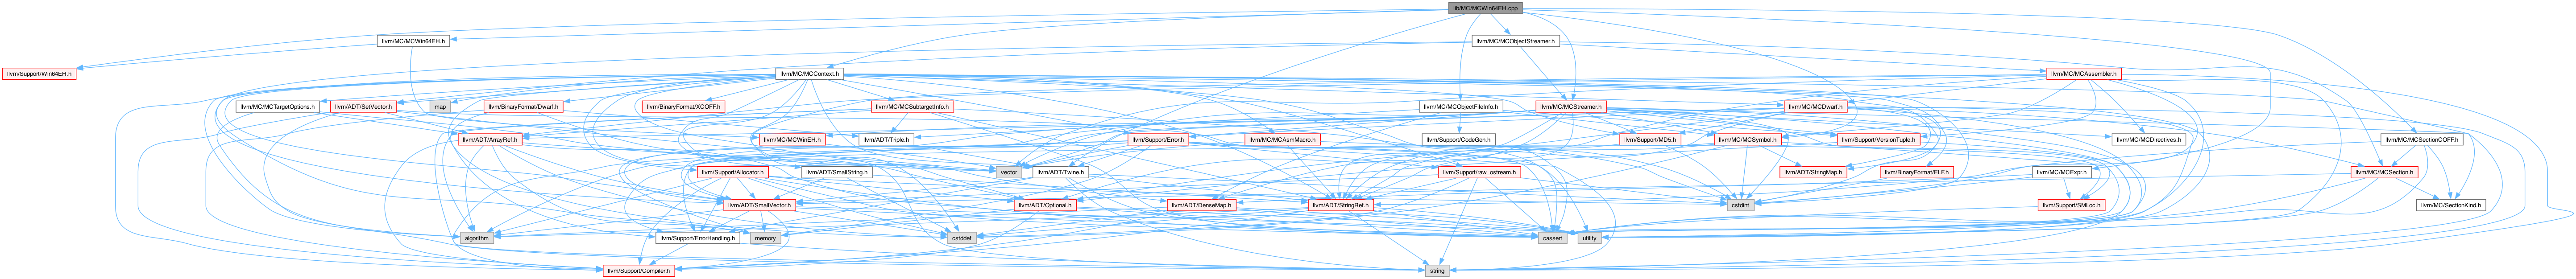 lib/MC/MCWin64EH.cpp
llvm/MC/MCWin64EH.h
llvm/MC/MCObjectStreamer.h
llvm/Support/Win64EH.h
llvm/MC/MCContext.h
llvm/MC/MCAssembler.h
llvm/MC/MCTargetOptions.h
llvm/ADT/SetVector.h
map
llvm/BinaryFormat/Dwarf.h
llvm/BinaryFormat/XCOFF.h
llvm/MC/MCSubtargetInfo.h
llvm/MC/MCObjectFileInfo.h
llvm/MC/MCStreamer.h
llvm/MC/MCDwarf.h
llvm/ADT/ArrayRef.h
llvm/MC/MCWinEH.h
llvm/ADT/Triple.h
llvm/Support/Error.h
llvm/MC/MCAsmMacro.h
llvm/Support/CodeGen.h
llvm/Support/MD5.h
llvm/MC/MCSymbol.h
llvm/Support/VersionTuple.h
llvm/MC/MCDirectives.h
llvm/MC/MCSectionCOFF.h
llvm/Support/Allocator.h
llvm/ADT/SmallString.h
vector
llvm/ADT/Twine.h
llvm/Support/raw_ostream.h
llvm/ADT/StringMap.h
llvm/BinaryFormat/ELF.h
llvm/MC/MCExpr.h
llvm/MC/MCSection.h
llvm/ADT/SmallVector.h
llvm/ADT/Optional.h
llvm/ADT/DenseMap.h
llvm/ADT/StringRef.h
cstdint
llvm/Support/SMLoc.h
llvm/MC/SectionKind.h
algorithm
llvm/Support/ErrorHandling.h
memory
cstddef
cassert
utility
llvm/Support/Compiler.h
string